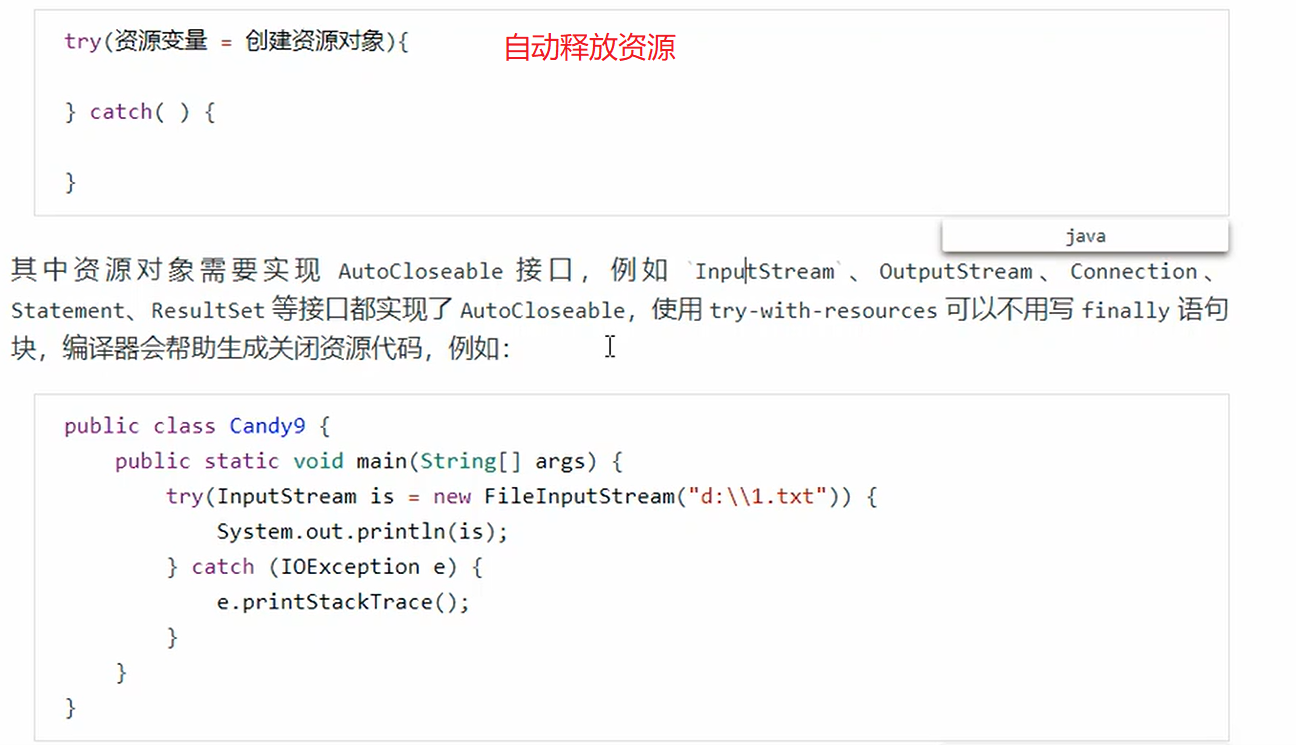 try(资源变量 = 创建资源对象){
自动释放资源
} catch( ) {
}
java
其中资源对象需要实现 AutoCloseable 接口，例如 `InputStream`、OutputStream、Connection、
Statement、ResultSet 等接口都实现了 AutoCloseable，使用 try-with-resources 可以不用写 finally 语句
块，编译器会帮助生成关闭资源代码，例如：
public class Candy9 {
public static void main(String[] args) {
try(InputStream is = new FileInputStream("d:\\1.txt")) {
System.out.println(is);
} catch (IOException e) {
e.printStackTrace();
}
}
}